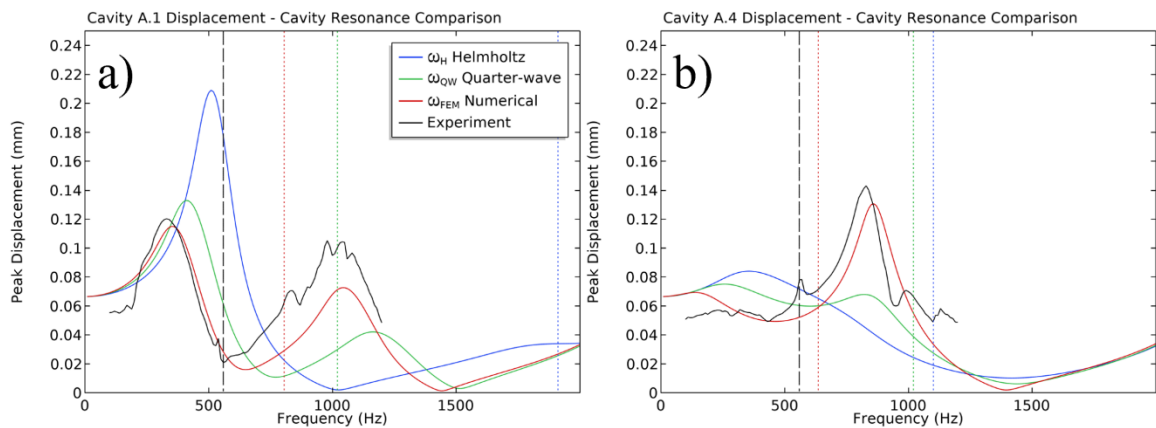 Cavity A.1 Displacement - Cavity Resonance Comparison
a)
Peak Displacement (mm)
0.24
0.22
0.2
0.18
0.16
0.14
0.12
0.1
0.08
0.06
0.04
0.02
0
0
500
1000
1500
Frequency (Hz)
ω_H Helmholtz
ω_QW Quarter-wave
ω_FEM Numerical
Experiment
Cavity A.4 Displacement - Cavity Resonance Comparison
b)
Peak Displacement (mm)
0.24
0.22
0.2
0.18
0.16
0.14
0.12
0.1
0.08
0.06
0.04
0.02
0
0
500
1000
1500
Frequency (Hz)